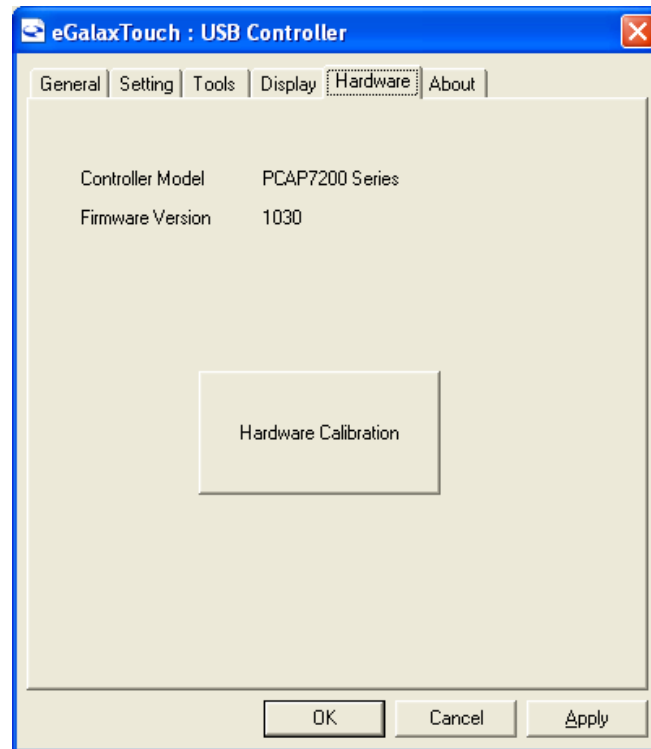 eGalaxTouch : USB Controller
General Setting Tools Display Hardware About
Controller Model PCAP7200 Series
Firmware Version 1030
Hardware Calibration
OK Cancel Apply